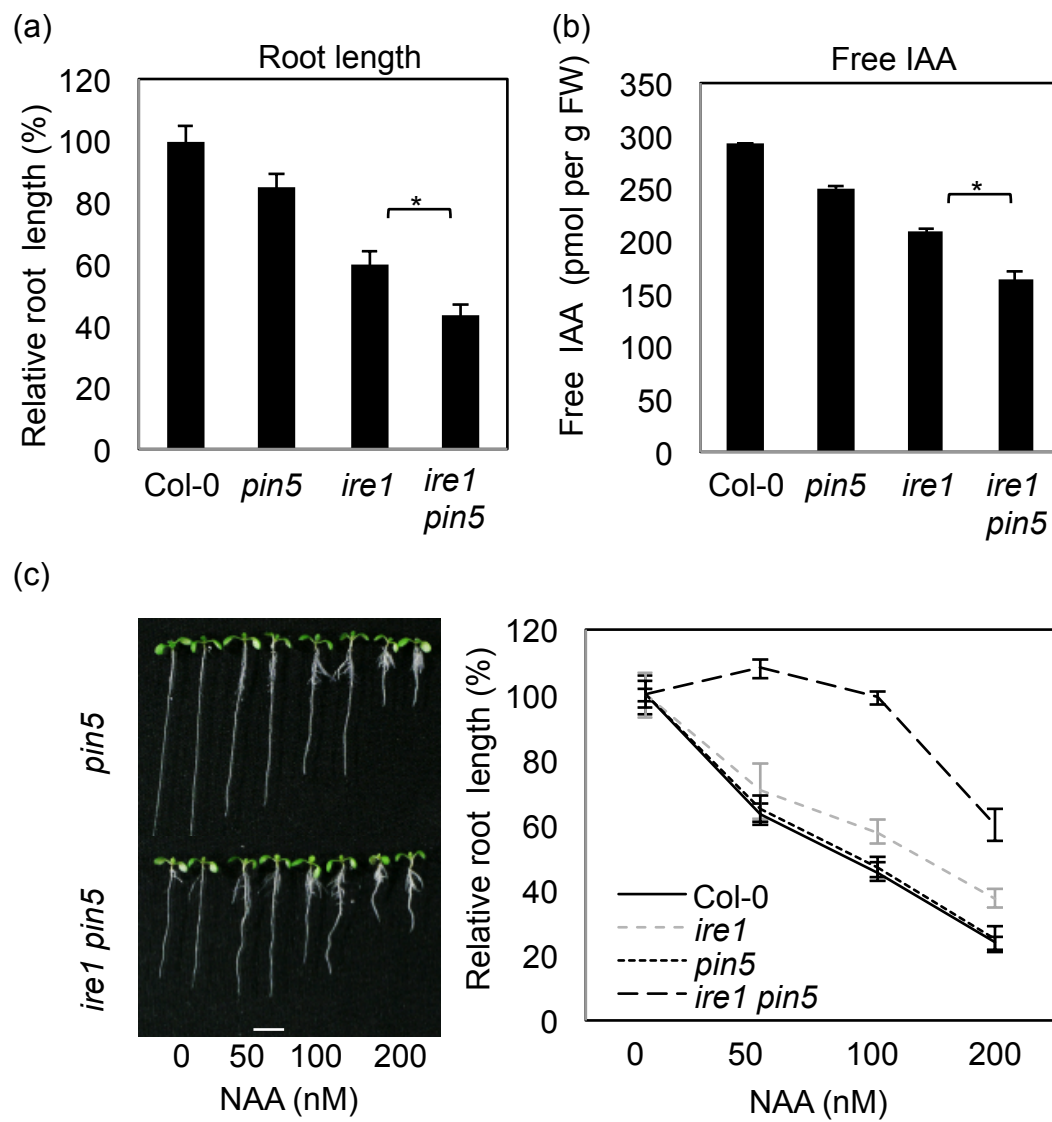 (a)
Root length
Relative root length (%)
120
100
80
60
40
20
0
Col-0 pin5 ire1 ire1 pin5
*
(b)
Free IAA
Free IAA (pmol per g FW)
350
300
250
200
150
100
50
0
Col-0 pin5 ire1 ire1 pin5
*
(c)
pin5
ire1 pin5
0 50 100 200
NAA (nM)
Relative root length (%)
120
100
80
60
40
20
0
Col-0
ire1
pin5
ire1 pin5
0 50 100 200
NAA (nM)